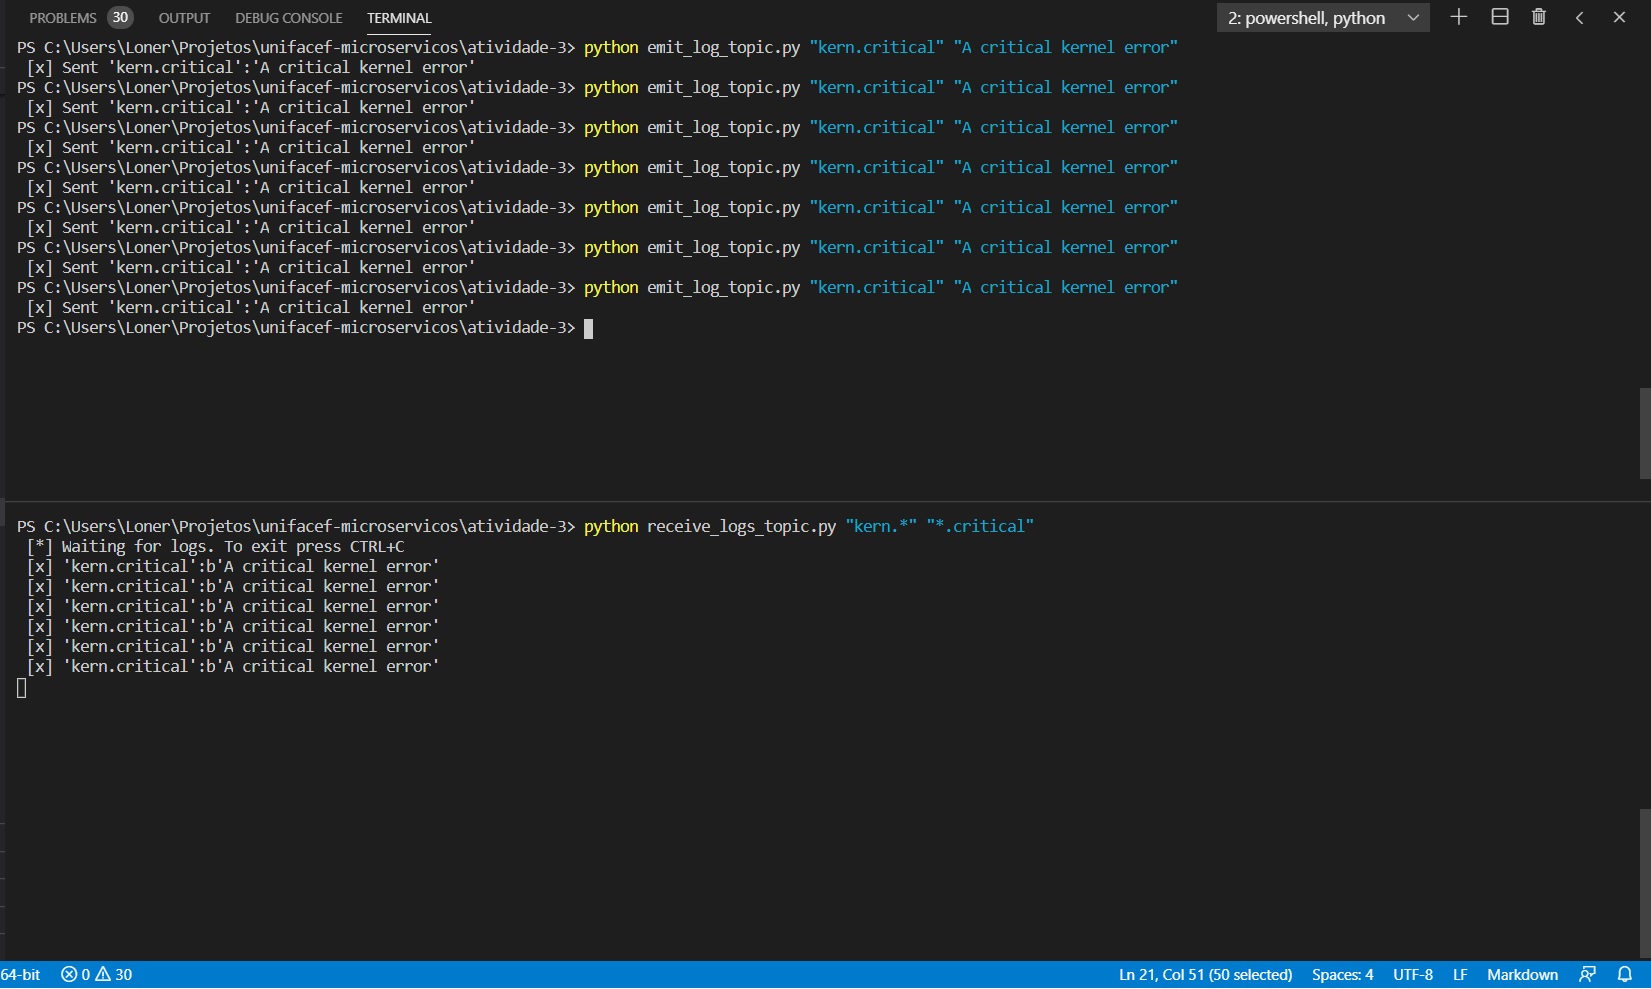 PROBLEMS 30 OUTPUT DEBUG CONSOLE TERMINAL 2: powershell, python
PS C:\Users\Loner\Projetos\unifacef-microservicos\atividade-3> python emit_log_topic.py "kern.critical" "A critical kernel error"
[x] Sent 'kern.critical':'A critical kernel error'
PS C:\Users\Loner\Projetos\unifacef-microservicos\atividade-3> python emit_log_topic.py "kern.critical" "A critical kernel error"
[x] Sent 'kern.critical':'A critical kernel error'
PS C:\Users\Loner\Projetos\unifacef-microservicos\atividade-3> python emit_log_topic.py "kern.critical" "A critical kernel error"
[x] Sent 'kern.critical':'A critical kernel error'
PS C:\Users\Loner\Projetos\unifacef-microservicos\atividade-3> python emit_log_topic.py "kern.critical" "A critical kernel error"
[x] Sent 'kern.critical':'A critical kernel error'
PS C:\Users\Loner\Projetos\unifacef-microservicos\atividade-3> python emit_log_topic.py "kern.critical" "A critical kernel error"
[x] Sent 'kern.critical':'A critical kernel error'
PS C:\Users\Loner\Projetos\unifacef-microservicos\atividade-3> python emit_log_topic.py "kern.critical" "A critical kernel error"
[x] Sent 'kern.critical':'A critical kernel error'
PS C:\Users\Loner\Projetos\unifacef-microservicos\atividade-3> python emit_log_topic.py "kern.critical" "A critical kernel error"
[x] Sent 'kern.critical':'A critical kernel error'
PS C:\Users\Loner\Projetos\unifacef-microservicos\atividade-3>
PS C:\Users\Loner\Projetos\unifacef-microservicos\atividade-3> python receive_logs_topic.py "kern.*" "*.critical"
[*] Waiting for logs. To exit press CTRL+C
[x] 'kern.critical':b'A critical kernel error'
[x] 'kern.critical':b'A critical kernel error'
[x] 'kern.critical':b'A critical kernel error'
[x] 'kern.critical':b'A critical kernel error'
[x] 'kern.critical':b'A critical kernel error'
[x] 'kern.critical':b'A critical kernel error'
64-bit 0 30 Ln 21, Col 51 (50 selected) Spaces: 4 UTF-8 LF Markdown